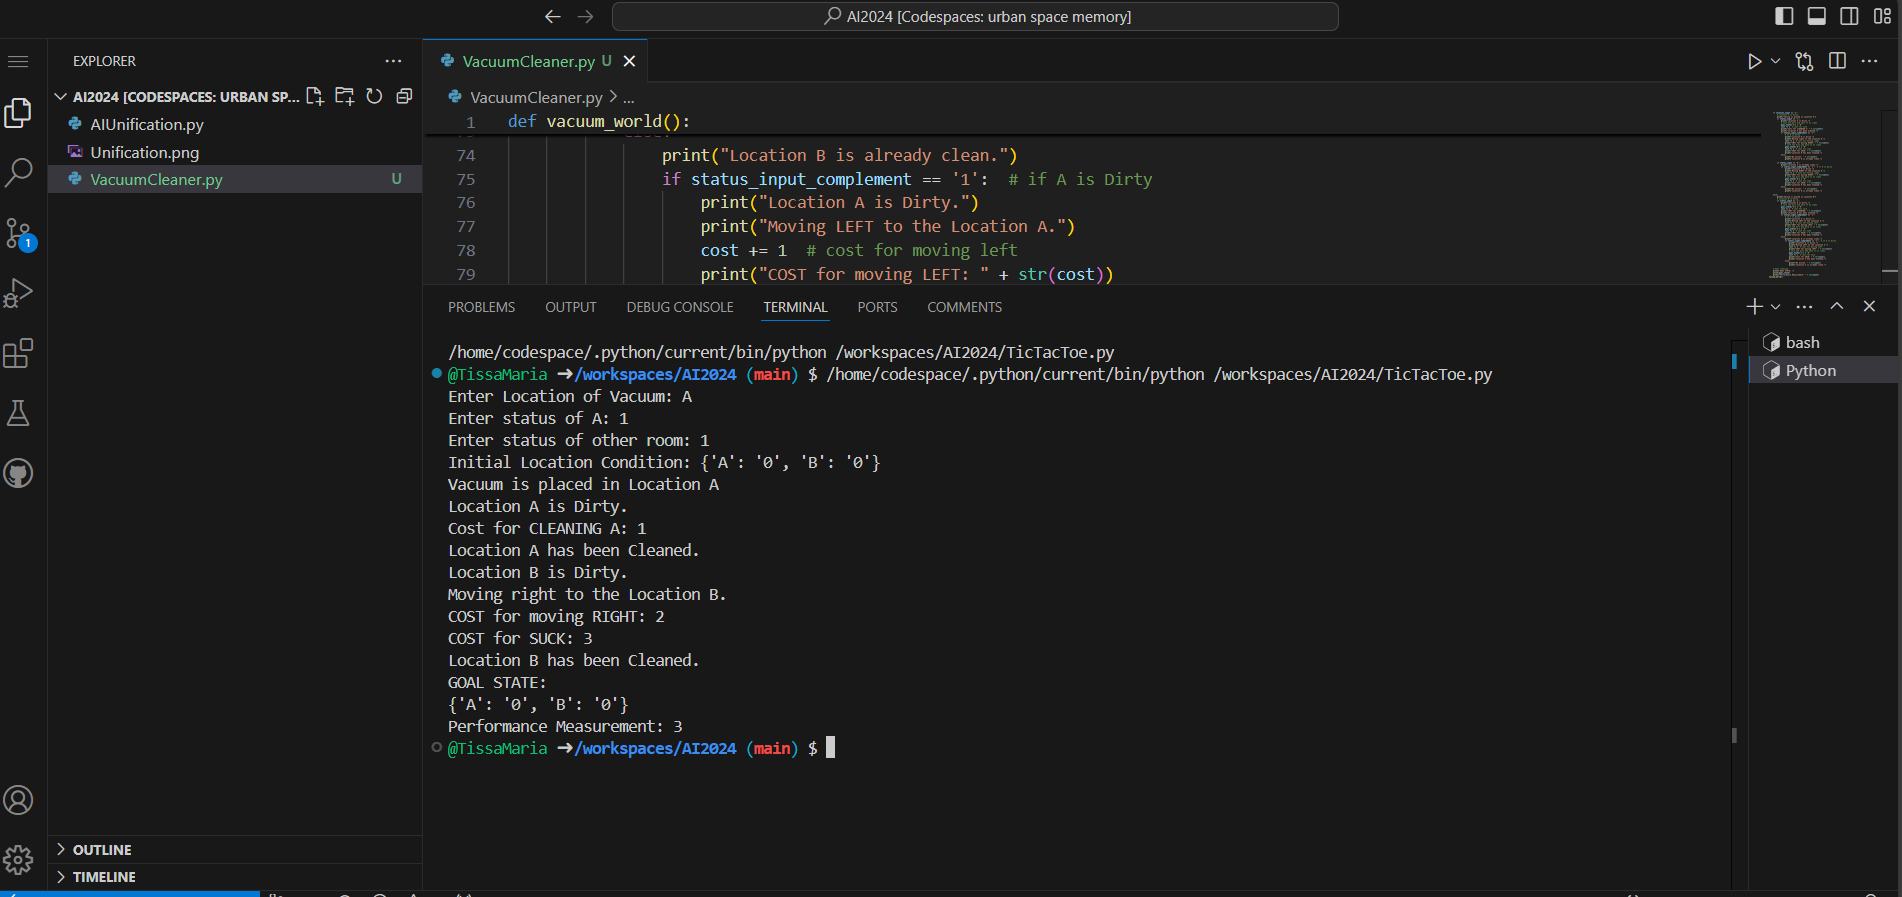 AI2024 [Codespaces: urban space memory]
EXPLORER
AI2024 [CODESPACES: URBAN SP...
AIUnification.py
Unification.png
VacuumCleaner.py U
1
OUTLINE
TIMELINE
VacuumCleaner.py U
VacuumCleaner.py > ...
1 def vacuum_world():
74 print("Location B is already clean.")
75 if status_input_complement == '1':  # if A is Dirty
76 print("Location A is Dirty.")
77 print("Moving LEFT to the Location A.")
78 cost += 1  # cost for moving left
79 print("COST for moving LEFT: " + str(cost))
PROBLEMS OUTPUT DEBUG CONSOLE TERMINAL PORTS COMMENTS
/home/codespace/.python/current/bin/python /workspaces/AI2024/TicTacToe.py
@TissaMaria ➜/workspaces/AI2024 (main) $ /home/codespace/.python/current/bin/python /workspaces/AI2024/TicTacToe.py
Enter Location of Vacuum: A
Enter status of A: 1
Enter status of other room: 1
Initial Location Condition: {'A': '0', 'B': '0'}
Vacuum is placed in Location A
Location A is Dirty.
Cost for CLEANING A: 1
Location A has been Cleaned.
Location B is Dirty.
Moving right to the Location B.
COST for moving RIGHT: 2
COST for SUCK: 3
Location B has been Cleaned.
GOAL STATE:
{'A': '0', 'B': '0'}
Performance Measurement: 3
@TissaMaria ➜/workspaces/AI2024 (main) $
bash
Python